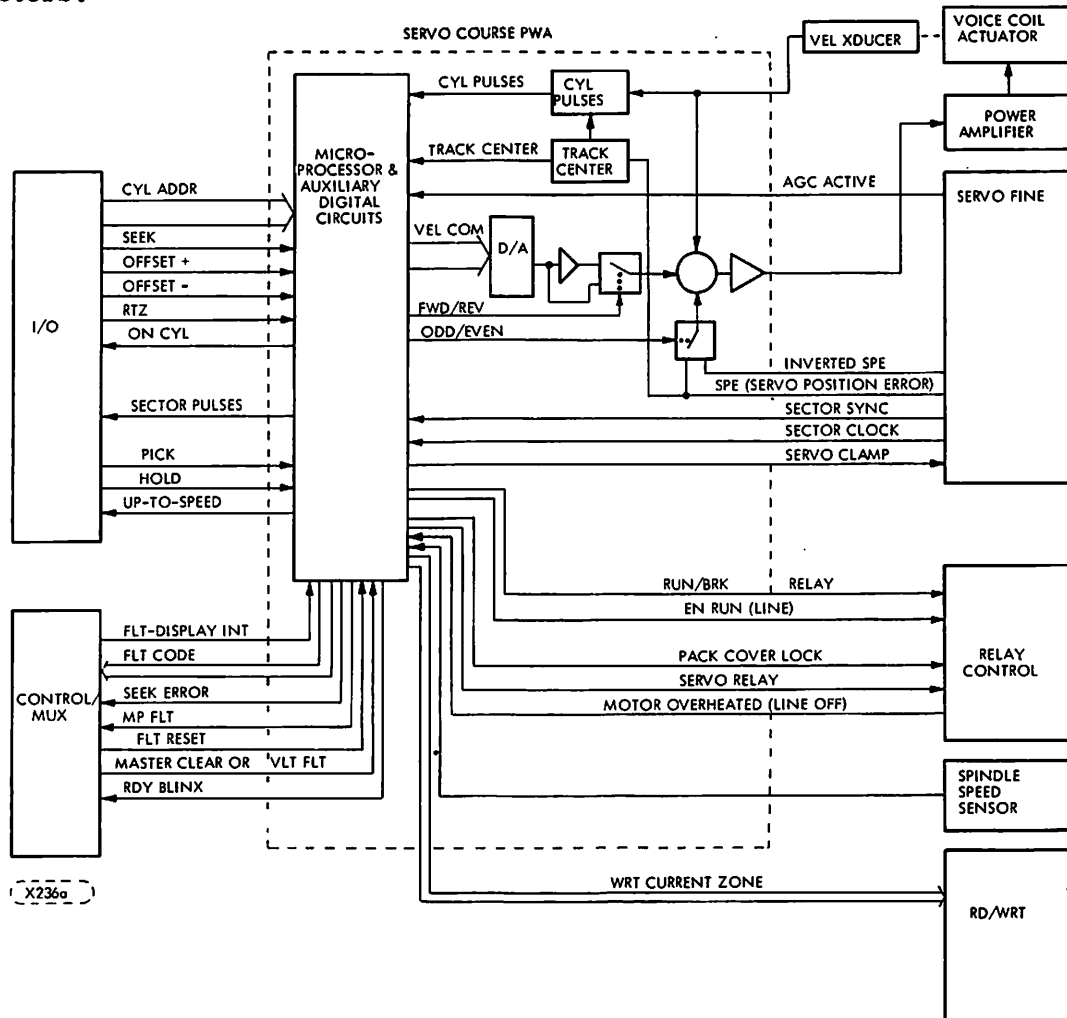 SERVO COURSE PWA
VEL XDUCER
VOICE COIL
ACTUATOR
POWER
AMPLIFIER
CYL PULSES
CYL
PULSES
TRACK CENTER
TRACK
CENTER
MICRO-
PROCESSOR &
AUXILIARY
DIGITAL
CIRCUITS
AGC ACTIVE
SERVO FINE
I/O
CYL ADDR
SEEK
OFFSET +
OFFSET -
RTZ
ON CYL
SECTOR PULSES
PICK
HOLD
UP-TO-SPEED
VEL COM
D/A
FWD/REV
ODD/EVEN
INVERTED SPE
SPE (SERVO POSITION ERROR)
SECTOR SYNC
SECTOR CLOCK
SERVO CLAMP
RUN/BRK RELAY
EN RUN (LINE)
PACK COVER LOCK
SERVO RELAY
MOTOR OVERHEATED (LINE OFF)
RELAY
CONTROL
CONTROL/
MUX
FLT-DISPLAY INT
FLT CODE
SEEK ERROR
MP FLT
FLT RESET
MASTER CLEAR OR VLT FLT
RDY BLINX
SPINDLE
SPEED
SENSOR
WRT CURRENT ZONE
RD/WRT
X236a